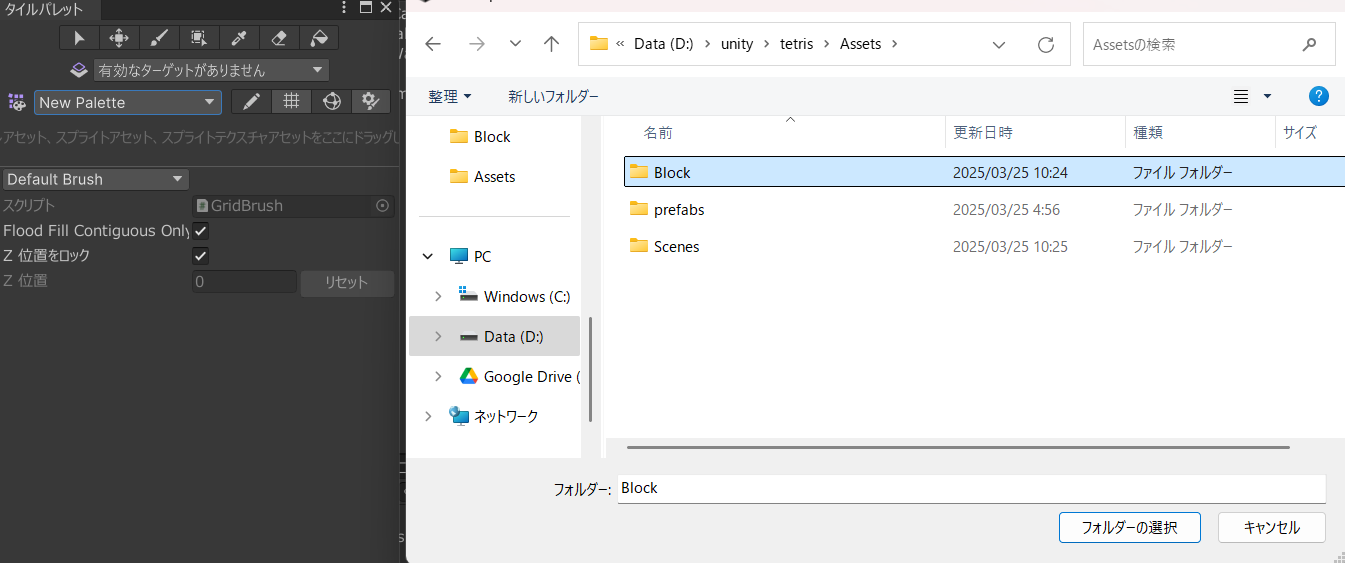 タイルパレット
有効なターゲットがありません
New Palette
アセット、スプライトアセット、スプライトテクスチャアセットをここにドラッグし
Default Brush
スクリプト
GridBrush
Flood Fill Contiguous Only
Z 位置をロック
Z 位置
0
リセット
« Data (D:) > unity > tetris > Assets >
Assetsの検索
整理
新しいフォルダー
?
Block
Assets
PC
Windows (C:)
Data (D:)
Google Drive (
ネットワーク
名前 更新日時 種類 サイズ
Block 2025/03/25 10:24 ファイル フォルダー
prefabs 2025/03/25 4:56 ファイル フォルダー
Scenes 2025/03/25 10:25 ファイル フォルダー
フォルダー: Block
フォルダーの選択
キャンセル